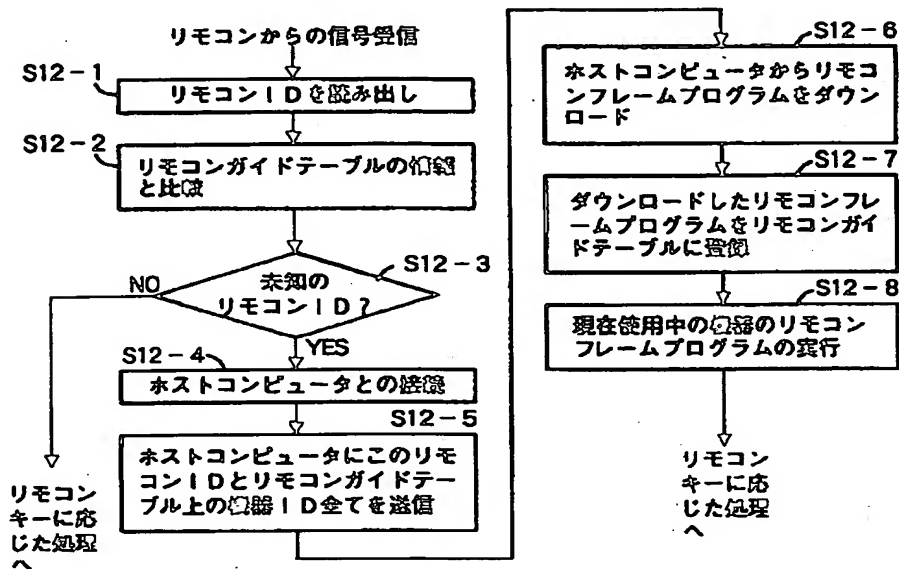 リモコンからの信号受信
S12-1
リモコンIDを読み出し
S12-2
リモコンガイドテーブルの情報
と比較
S12-3
未知の
リモコンID?
NO
YES
S12-4
ホストコンピュータとの接続
S12-5
ホストコンピュータにこのリモ
コンIDとリモコンガイドテー
ブル上の機器ID全てを送信
リモコン
キーに応
じた処理
へ
S12-6
ホストコンピュータからリモコ
ンフレームプログラムをダウン
ロード
S12-7
ダウンロードしたリモコンフレ
ームプログラムをリモコンガイ
ドテーブルに登録
S12-8
現在使用中の機器のリモコン
フレームプログラムの実行
リモコン
キーに応
じた処理
へ